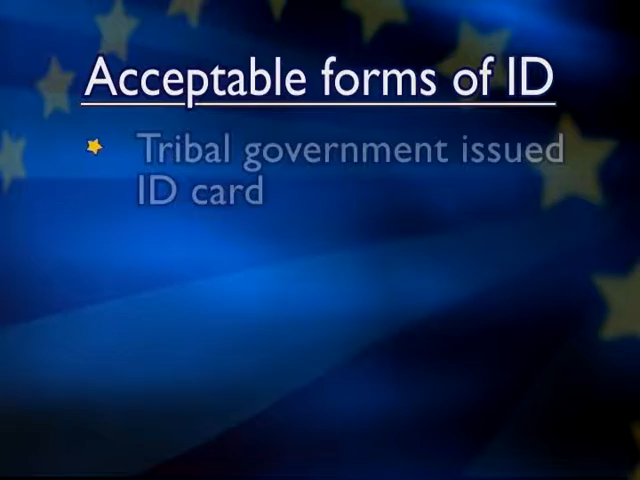 Acceptable forms of ID
Tribal government issued
ID card